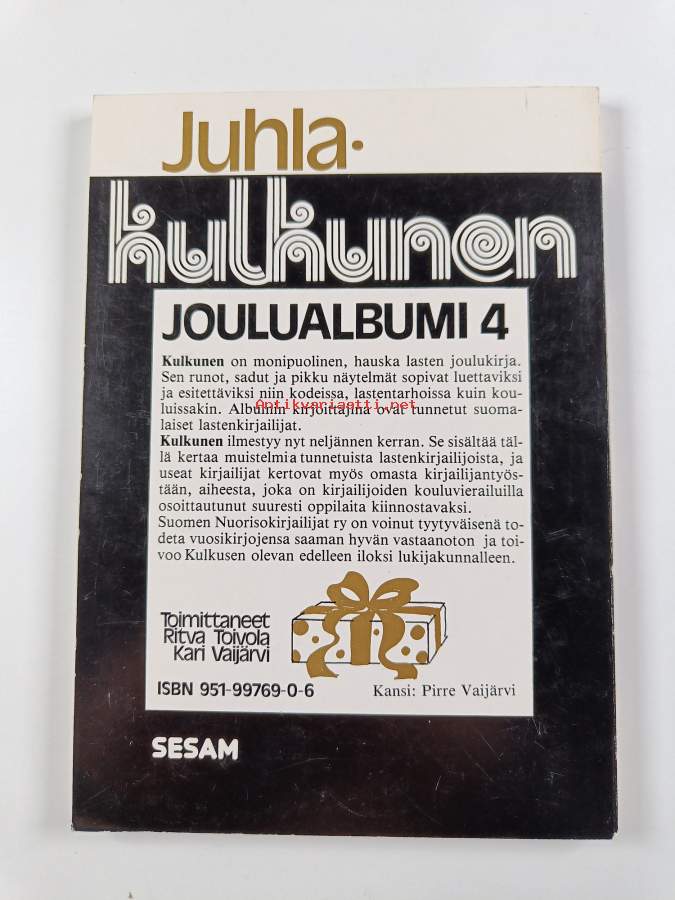 Juhla-
kulkunen
JOULUALBUMI 4
Kulkunen on monipuolinen, hauska lasten joulukirja.
Sen runot, sadut ja pikku näytelmät sopivat luettaviksi
ja esitettäviksi niin kodeissa, lastentarhoissa kuin kou-
luissakin. Albumin kirjoittajina ovat tunnetut suoma-
Antikvariaatti.net
laiset lastenkirjailijat.
Kulkunen ilmestyy nyt neljännen kerran. Se sisältää täl-
lä kertaa muistelmia tunnetuista lastenkirjailijoista, ja
useat kirjailijat kertovat myös omasta kirjailijantyös-
tään, aiheesta, joka on kirjailijoiden kouluvierailuilla
osoittautunut suuresti oppilaita kiinnostavaksi.
Suomen Nuorisokirjailijat ry on voinut tyytyväisenä to-
deta vuosikirjojensa saaman hyvän vastaanoton ja toi-
voo Kulkusen olevan edelleen iloksi lukijakunnalleen.
Toimittaneet
Ritva Toivola
Kari Vaijärvi
ISBN 951-99769-0-6
Kansi: Pirre Vaijärvi
SESAM